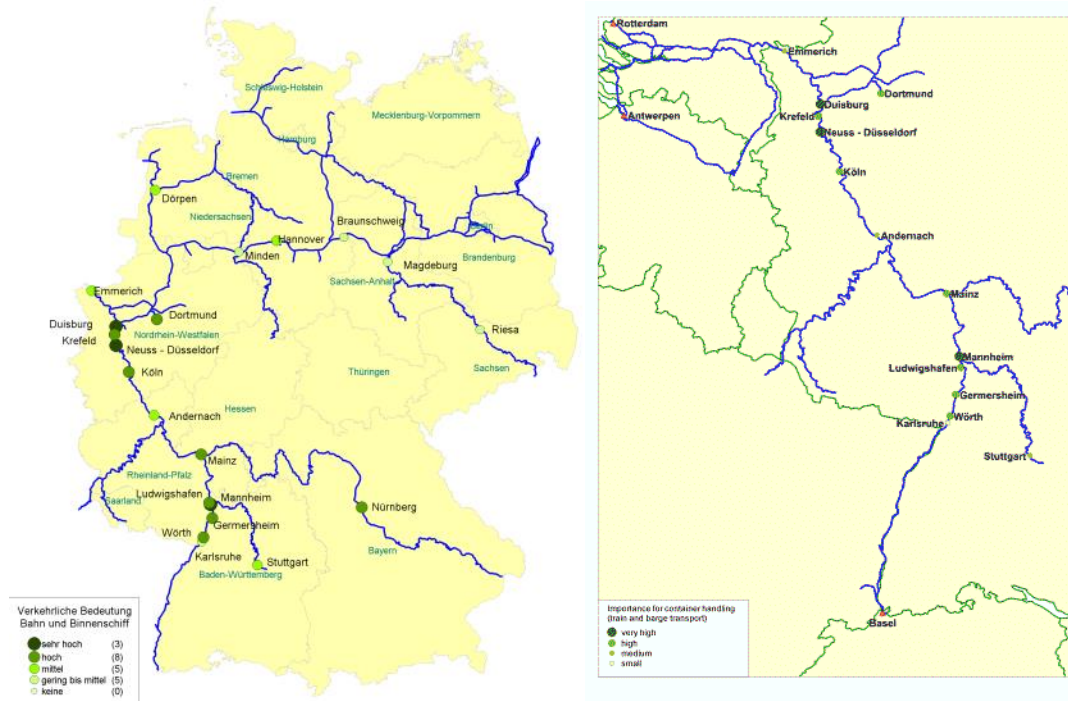 Schleswig-Holstein
Mecklenburg-Vorpommern
Hamburg
Bremen
Dörpen
Niedersachsen
Braunschweig
Hannover
Berlin
Minden
Brandenburg
Magdeburg
Sachsen-Anhalt
Emmerich
Dortmund
Duisburg
Nordrhein-Westfalen
Riesa
Krefeld
Neuss - Düsseldorf
Köln
Thüringen
Sachsen
Hessen
Andernach
Mainz
Rheinland-Pfalz
Ludwigshafen
Mannheim
Saarland
Nürnberg
Germersheim
Wörth
Karlsruhe
Bayern
Stuttgart
Baden-Württemberg
Verkehrliche Bedeutung
Bahn und Binnenschiff
sehr hoch (3)
hoch (8)
mittel (5)
gering bis mittel (5)
keine (0)
Rotterdam
Emmerich
Dortmund
Duisburg
Antwerpen
Krefeld
Neuss - Düsseldorf
Köln
Andernach
Mainz
Mannheim
Ludwigshafen
Germersheim
Wörth
Karlsruhe
Stuttgart
Basel
Importance for container handling
(train and barge transport)
very high
high
medium
small